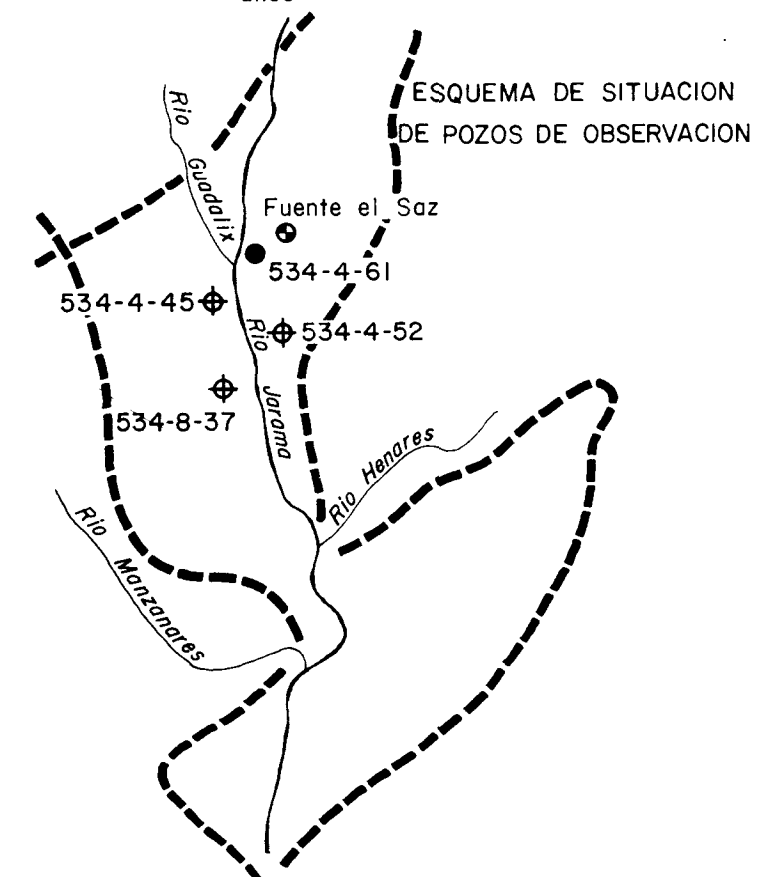 ESQUEMA DE SITUACION
DE POZOS DE OBSERVACION
Rio Guadalix
Fuente el Saz
534-4-61
534-4-45
534-4-52
Rio Jarama
534-8-37
Rio Henares
Rio Manzanares